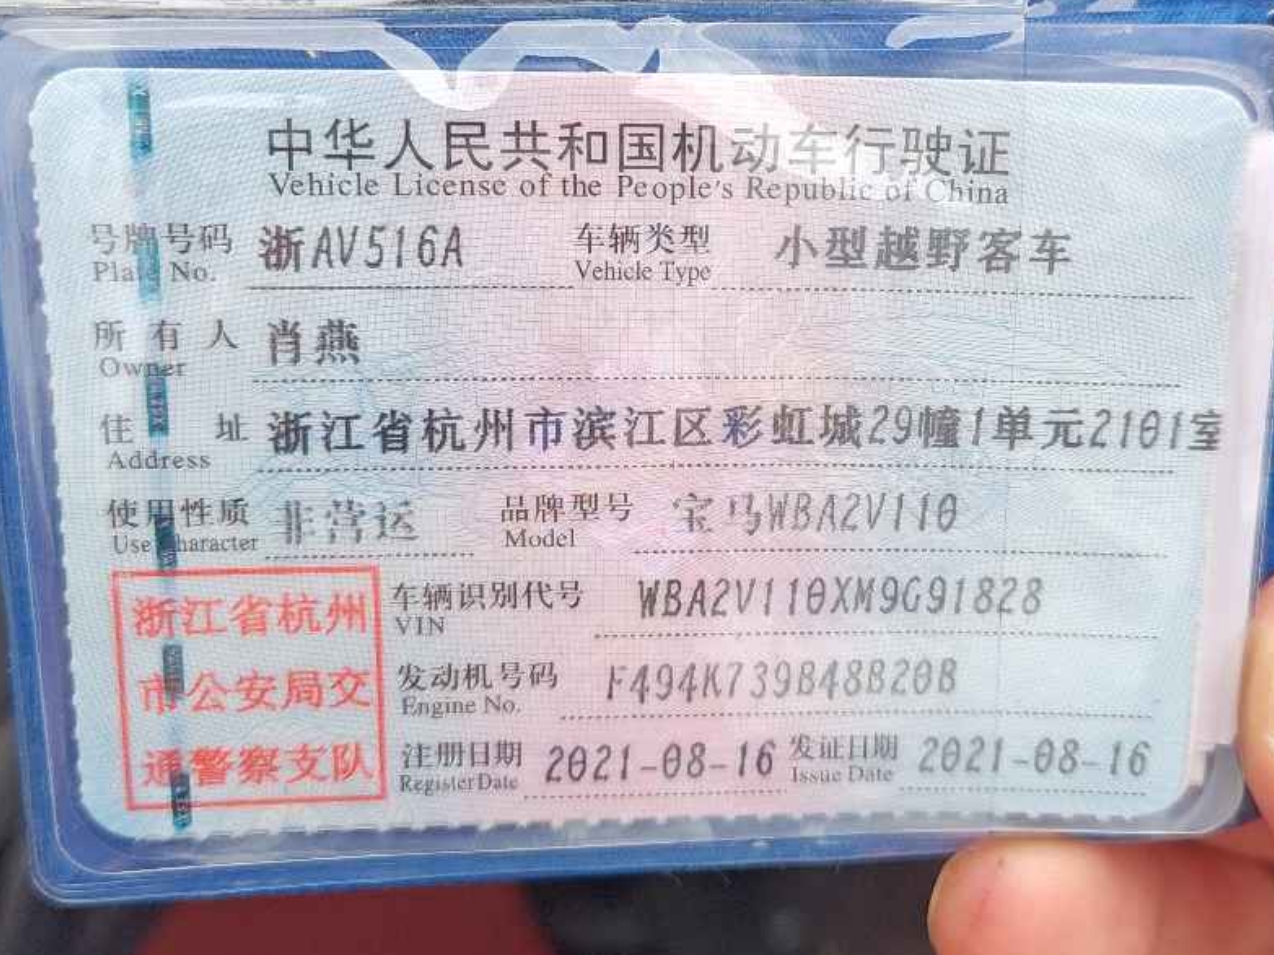 中华人民共和国机动车行驶证
Vehicle License of the People's Republic of China
号牌号码 浙AV516A 车辆类型 小型越野客车
Plate No. Vehicle Type
所有人 肖燕
Owner
住址 浙江省杭州市滨江区彩虹城29幢1单元2101室
Address
使用性质 非营运 品牌型号 宝马WBA2V110
Use Character Model
车辆识别代号 WBA2V110XM9G91828
VIN
发动机号码 F494K739B48B20B
Engine No.
注册日期 2021-08-16 发证日期 2021-08-16
Register Date Issue Date
浙江省杭州
市公安局交
通警察支队